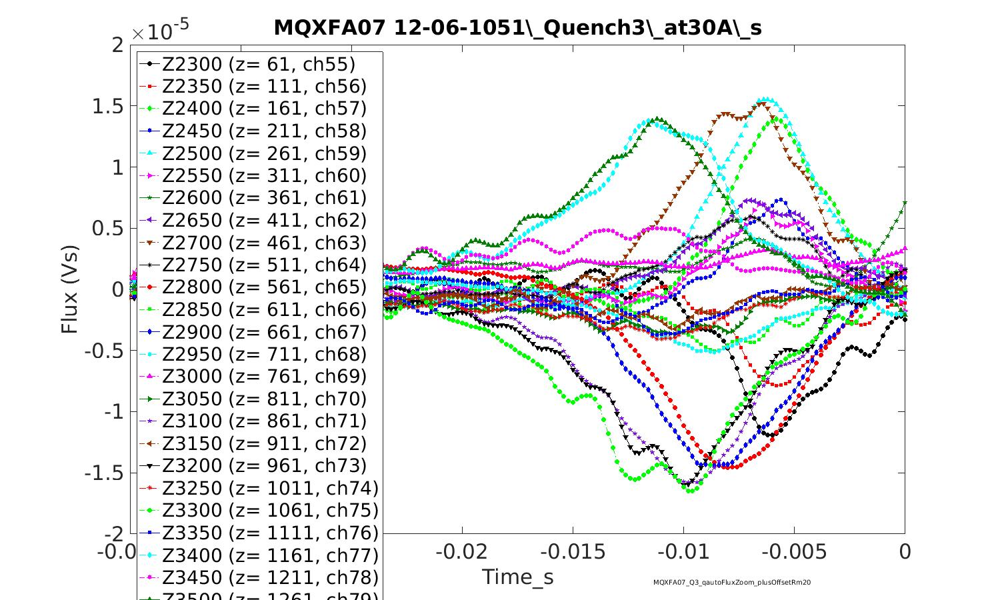 MQXFA07 12-06-1051\_Quench3\_at30A\_s
×10-5
2
1.5
1
0.5
0
-0.5
-1
-1.5
-2
Flux (Vs)
Z2300 (z= 61, ch55)
Z2350 (z= 111, ch56)
Z2400 (z= 161, ch57)
Z2450 (z= 211, ch58)
Z2500 (z= 261, ch59)
Z2550 (z= 311, ch60)
Z2600 (z= 361, ch61)
Z2650 (z= 411, ch62)
Z2700 (z= 461, ch63)
Z2750 (z= 511, ch64)
Z2800 (z= 561, ch65)
Z2850 (z= 611, ch66)
Z2900 (z= 661, ch67)
Z2950 (z= 711, ch68)
Z3000 (z= 761, ch69)
Z3050 (z= 811, ch70)
Z3100 (z= 861, ch71)
Z3150 (z= 911, ch72)
Z3200 (z= 961, ch73)
Z3250 (z= 1011, ch74)
Z3300 (z= 1061, ch75)
Z3350 (z= 1111, ch76)
Z3400 (z= 1161, ch77)
Z3450 (z= 1211, ch78)
Z3500 (z= 1261, ch79)
-0.0
-0.02
-0.015
-0.01
-0.005
0
Time_s
MQXFA07_Q3_qautoFluxZoom_plusOffsetRm20